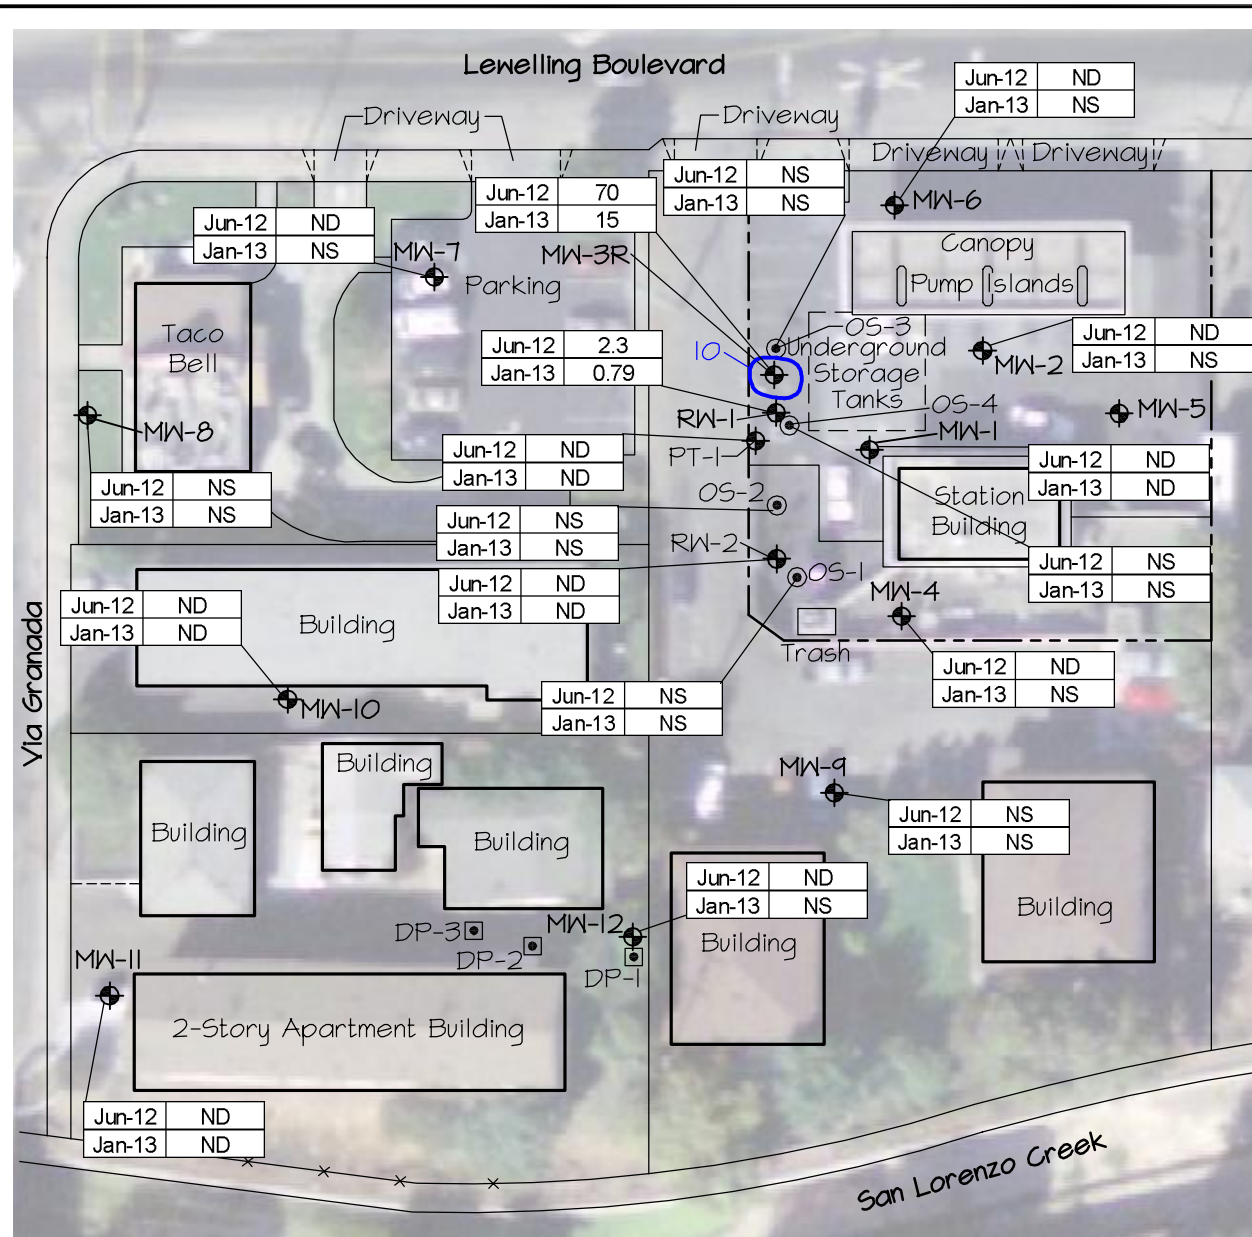 Lewelling Boulevard
Jun-12 ND
Jan-13 NS
Driveway
Driveway
Driveway
Driveway
Jun-12 NS
Jan-13 NS
Jun-12 70
Jan-13 15
MW-6
Jun-12 ND
Jan-13 NS
MW-7
MW-3R
Canopy
Pump Islands
Parking
Taco
Bell
Jun-12 2.3
Jan-13 0.79
10
OS-3
Underground
Storage
Tanks
Jun-12 ND
Jan-13 NS
MW-2
MW-5
MW-8
RW-1
OS-4
MW-1
PT-1
Jun-12 ND
Jan-13 ND
Jun-12 ND
Jan-13 ND
Jun-12 NS
Jan-13 NS
OS-2
Station
Building
Jun-12 NS
Jan-13 NS
RW-2
OS-1
Jun-12 NS
Jan-13 NS
Jun-12 ND
Jan-13 ND
Jun-12 ND
Jan-13 ND
Building
MW-4
Trash
Jun-12 ND
Jan-13 NS
Via Granada
MW-10
Jun-12 NS
Jan-13 NS
Building
MW-9
Building
Building
Jun-12 NS
Jan-13 NS
Jun-12 ND
Jan-13 NS
Building
DP-3
DP-2
MW-12
DP-1
Building
MW-11
2-Story Apartment Building
Jun-12 ND
Jan-13 ND
San Lorenzo Creek